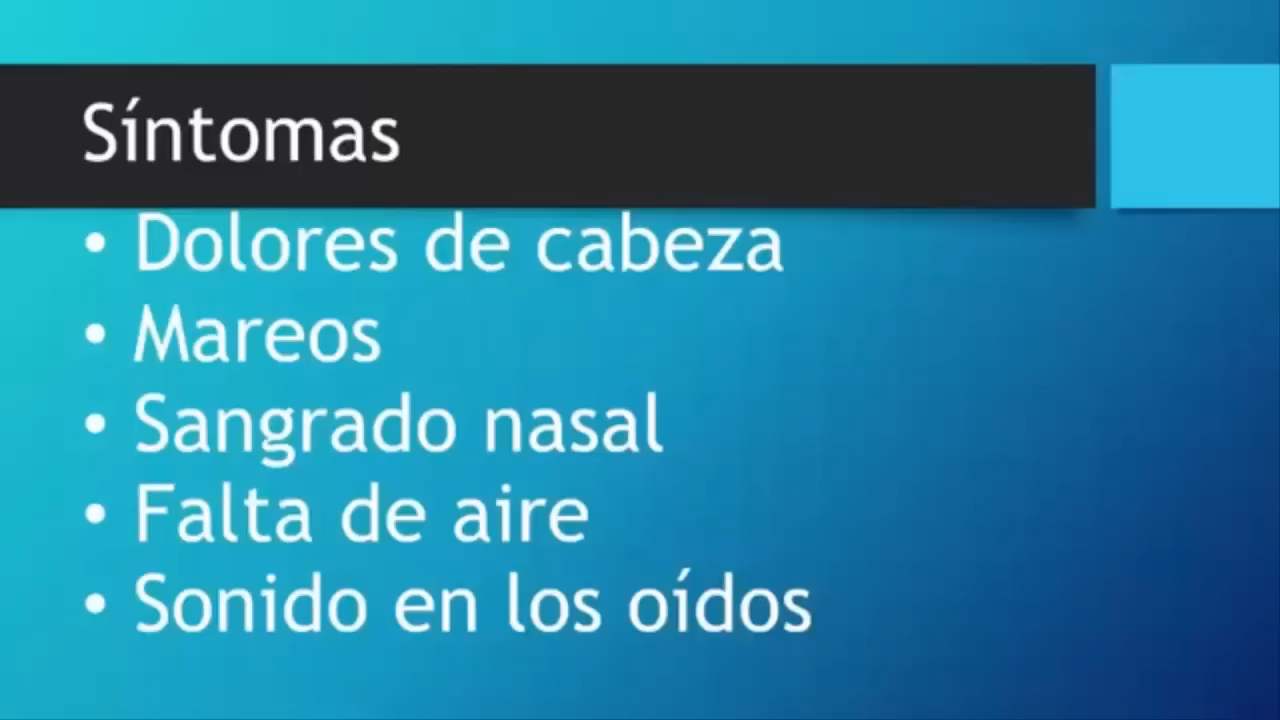 Síntomas
• Dolores de cabeza
• Mareos
• Sangrado nasal
• Falta de aire
• Sonido en los oídos